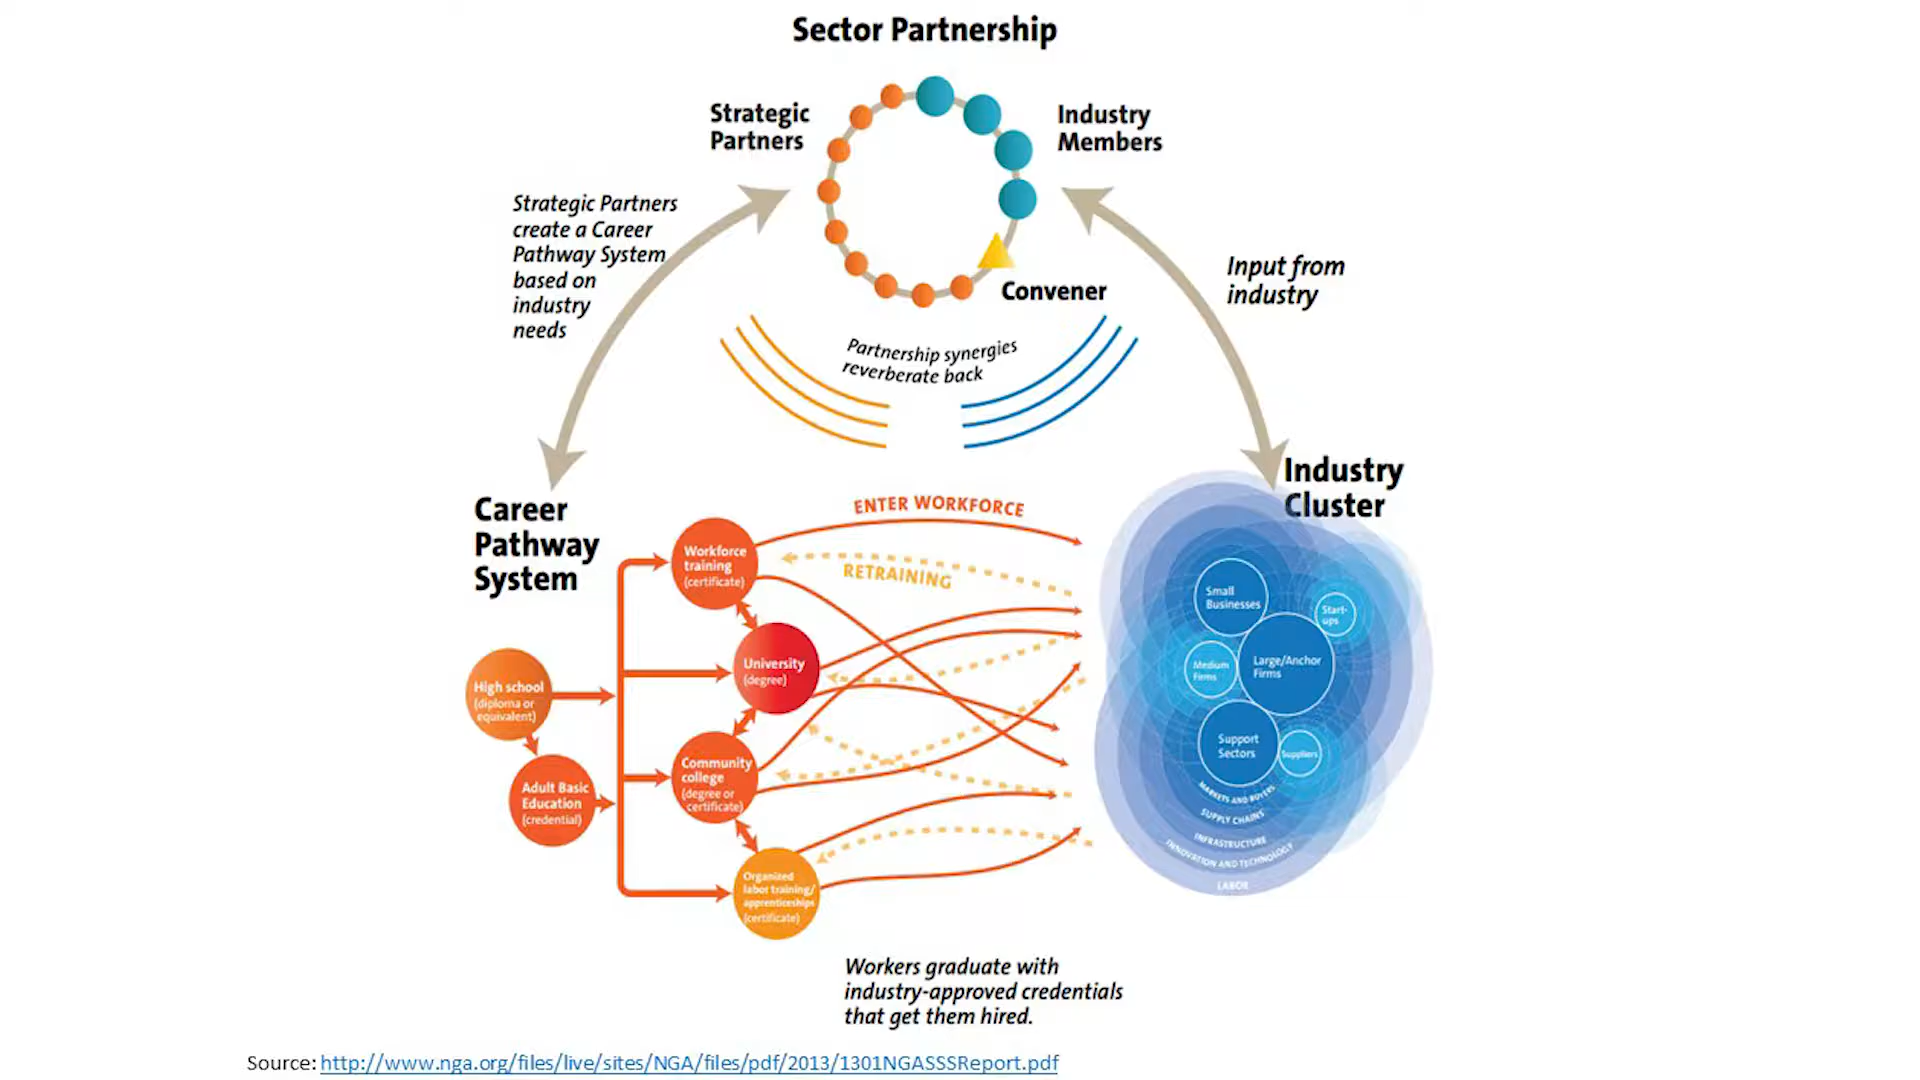 Sector Partnership
Strategic
Partners
Industry
Members
Convener
Strategic Partners
create a Career
Pathway System
based on
industry
needs
Input from
industry
Partnership synergies
reverberate back
Career
Pathway
System
Industry
Cluster
ENTER WORKFORCE
RETRAINING
High school
(diploma or
equivalent)
Adult Basic
Education
(credential)
Workforce
training
(certificate)
University
(degree)
Community
college
(degree or
certificate)
Organized
labor training/
apprenticeships
(certificate)
Small
Businesses
Start-
ups
Medium
Firms
Large/Anchor
Firms
Support
Sectors
Suppliers
MARKETS AND BUYERS
SUPPLY CHAINS
INFRASTRUCTURE
INNOVATION AND TECHNOLOGY
LABOR
Workers graduate with
industry-approved credentials
that get them hired.
Source: http://www.nga.org/files/live/sites/NGA/files/pdf/2013/1301NGASSSReport.pdf